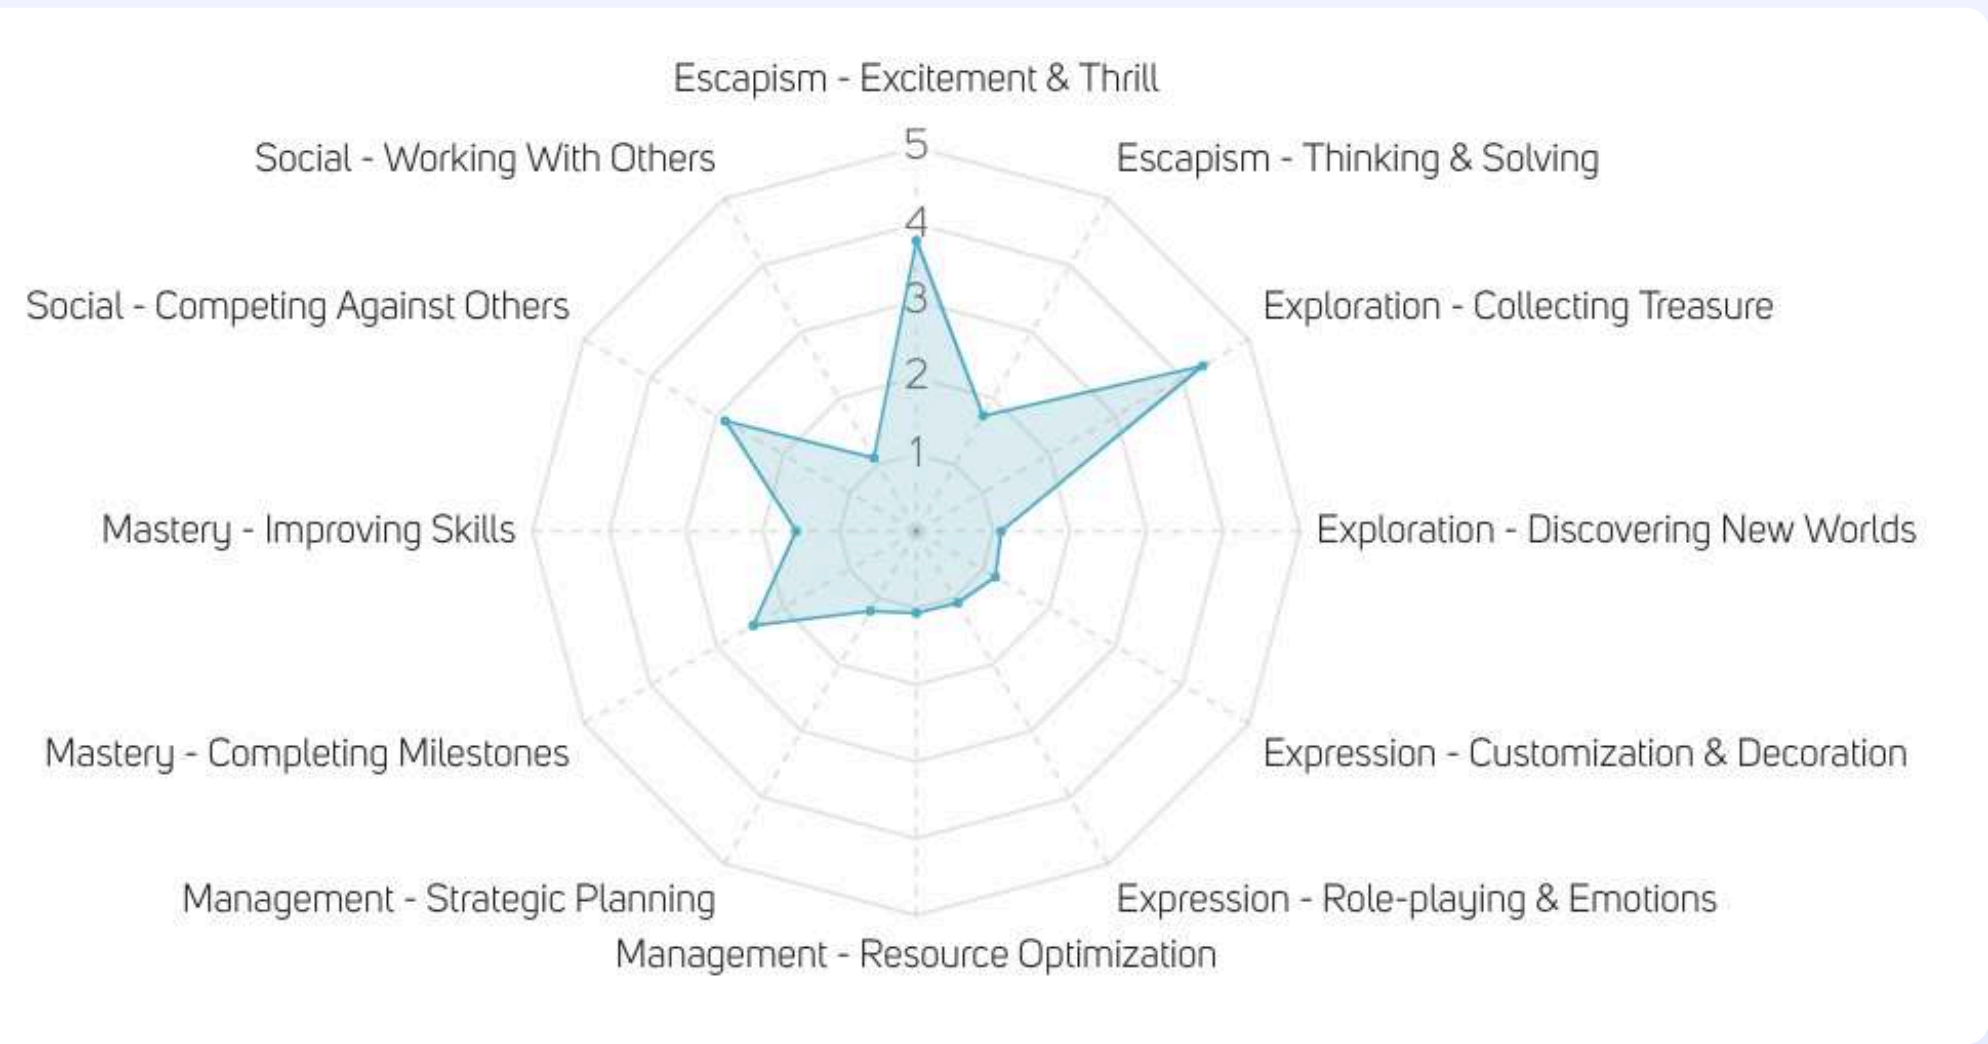 Escapism - Excitement & Thrill
5
Social - Working With Others
Escapism - Thinking & Solving
4
3
Social - Competing Against Others
Exploration - Collecting Treasure
2
1
Mastery - Improving Skills
Exploration - Discovering New Worlds
Mastery - Completing Milestones
Expression - Customization & Decoration
Management - Strategic Planning
Expression - Role-playing & Emotions
Management - Resource Optimization